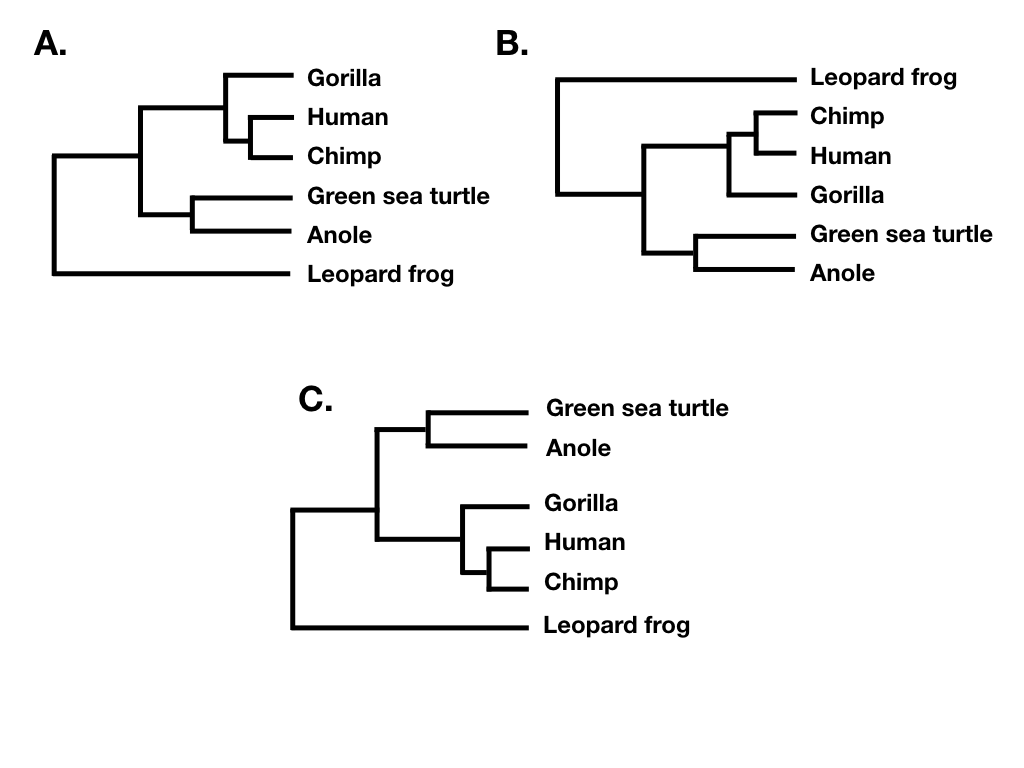 A.
Gorilla
Human
Chimp
Green sea turtle
Anole
Leopard frog
B.
Leopard frog
Chimp
Human
Gorilla
Green sea turtle
Anole
C.
Green sea turtle
Anole
Gorilla
Human
Chimp
Leopard frog